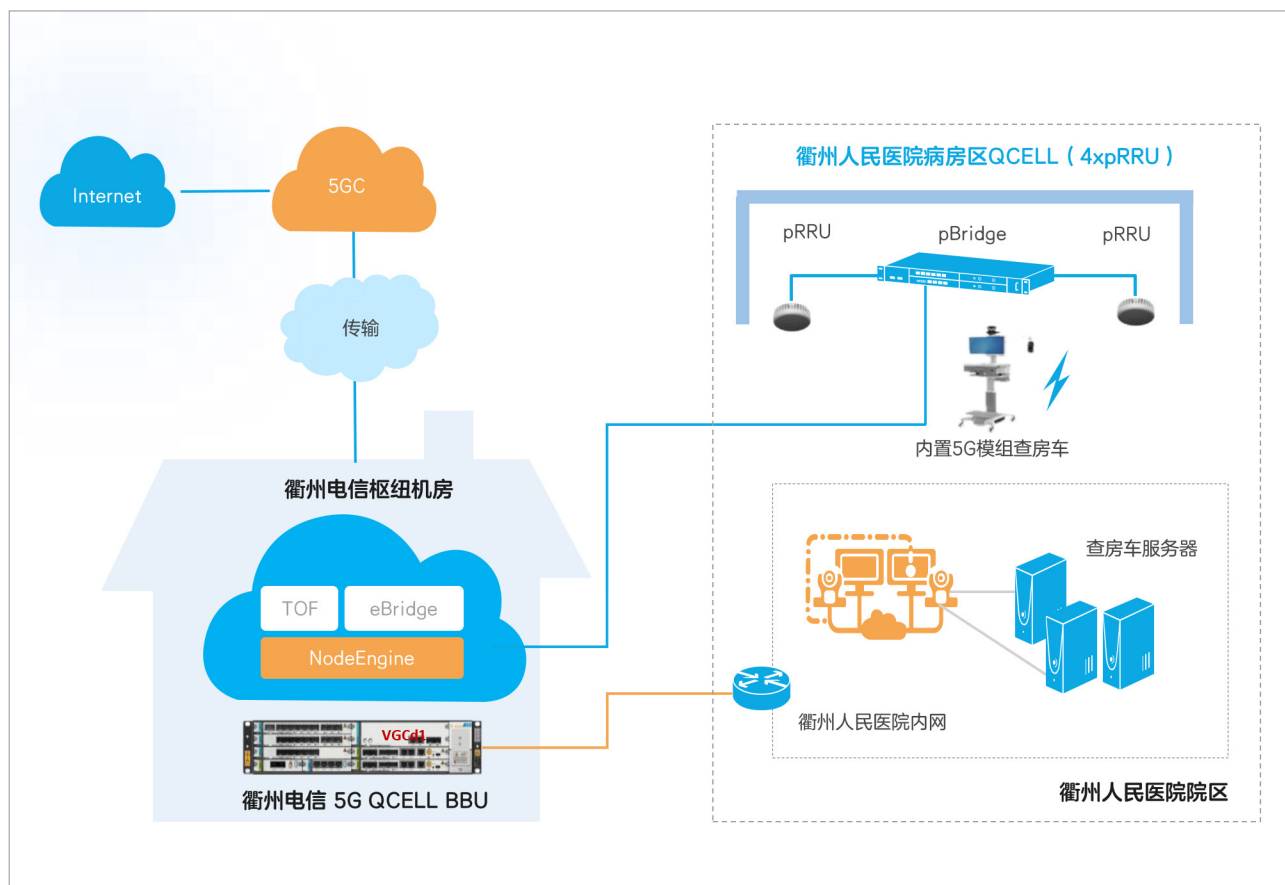 Internet
5GC
传输
衢州电信枢纽机房
TOF
eBridge
NodeEngine
VGCd1
衢州电信 5G QCELL BBU
衢州人民医院病房区QCELL（4xpRRU）
pRRU
pBridge
pRRU
内置5G模组查房车
查房车服务器
衢州人民医院内网
衢州人民医院院区